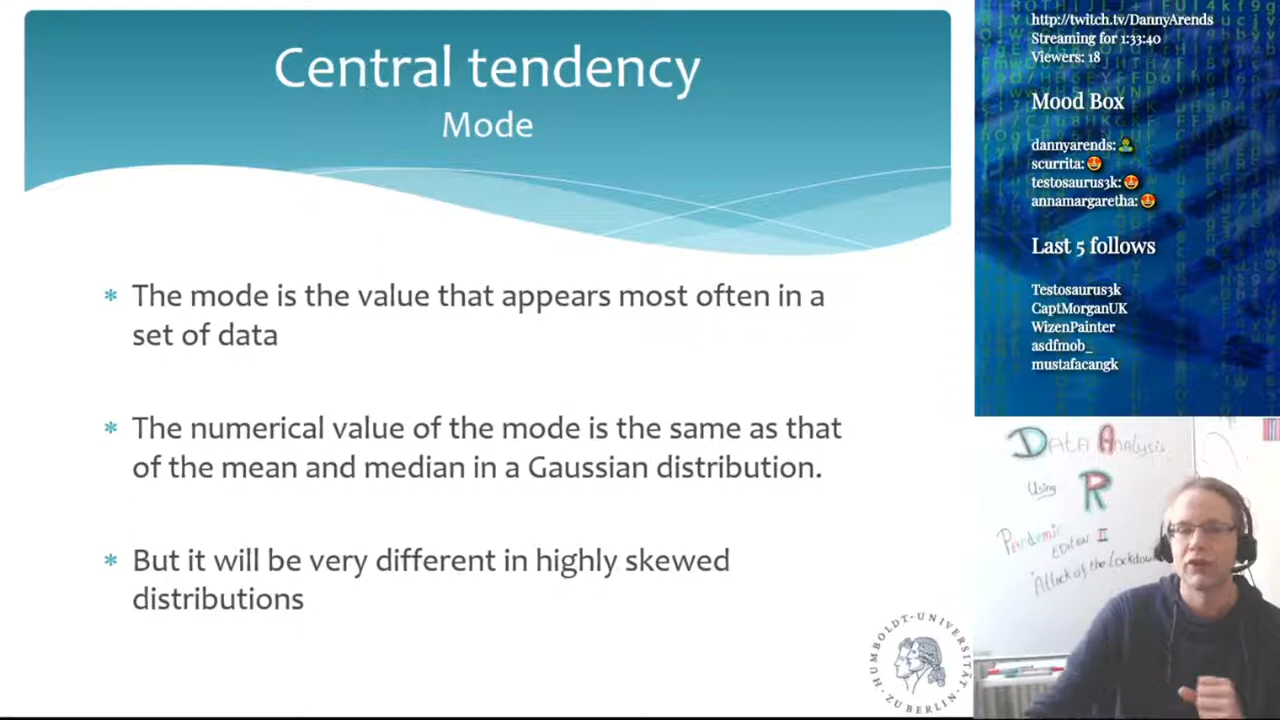 Central tendency
Mode
* The mode is the value that appears most often in a
set of data
* The numerical value of the mode is the same as that
of the mean and median in a Gaussian distribution.
* But it will be very different in highly skewed
distributions
HUMBOLDT-UNIVERSITÄT
ZU BERLIN
http://twitch.tv/DannyArends
Streaming for 1:33:40
Viewers: 18
Mood Box
dannyarends:
scurrita:
testosaurus3k:
annamargaretha:
Last 5 follows
Testosaurus3k
CaptMorganUK
WizenPainter
asdfmob_
mustafacangk
Data Analysis
Using R
Pandemic
Edition II
'Attack of the Lockdown